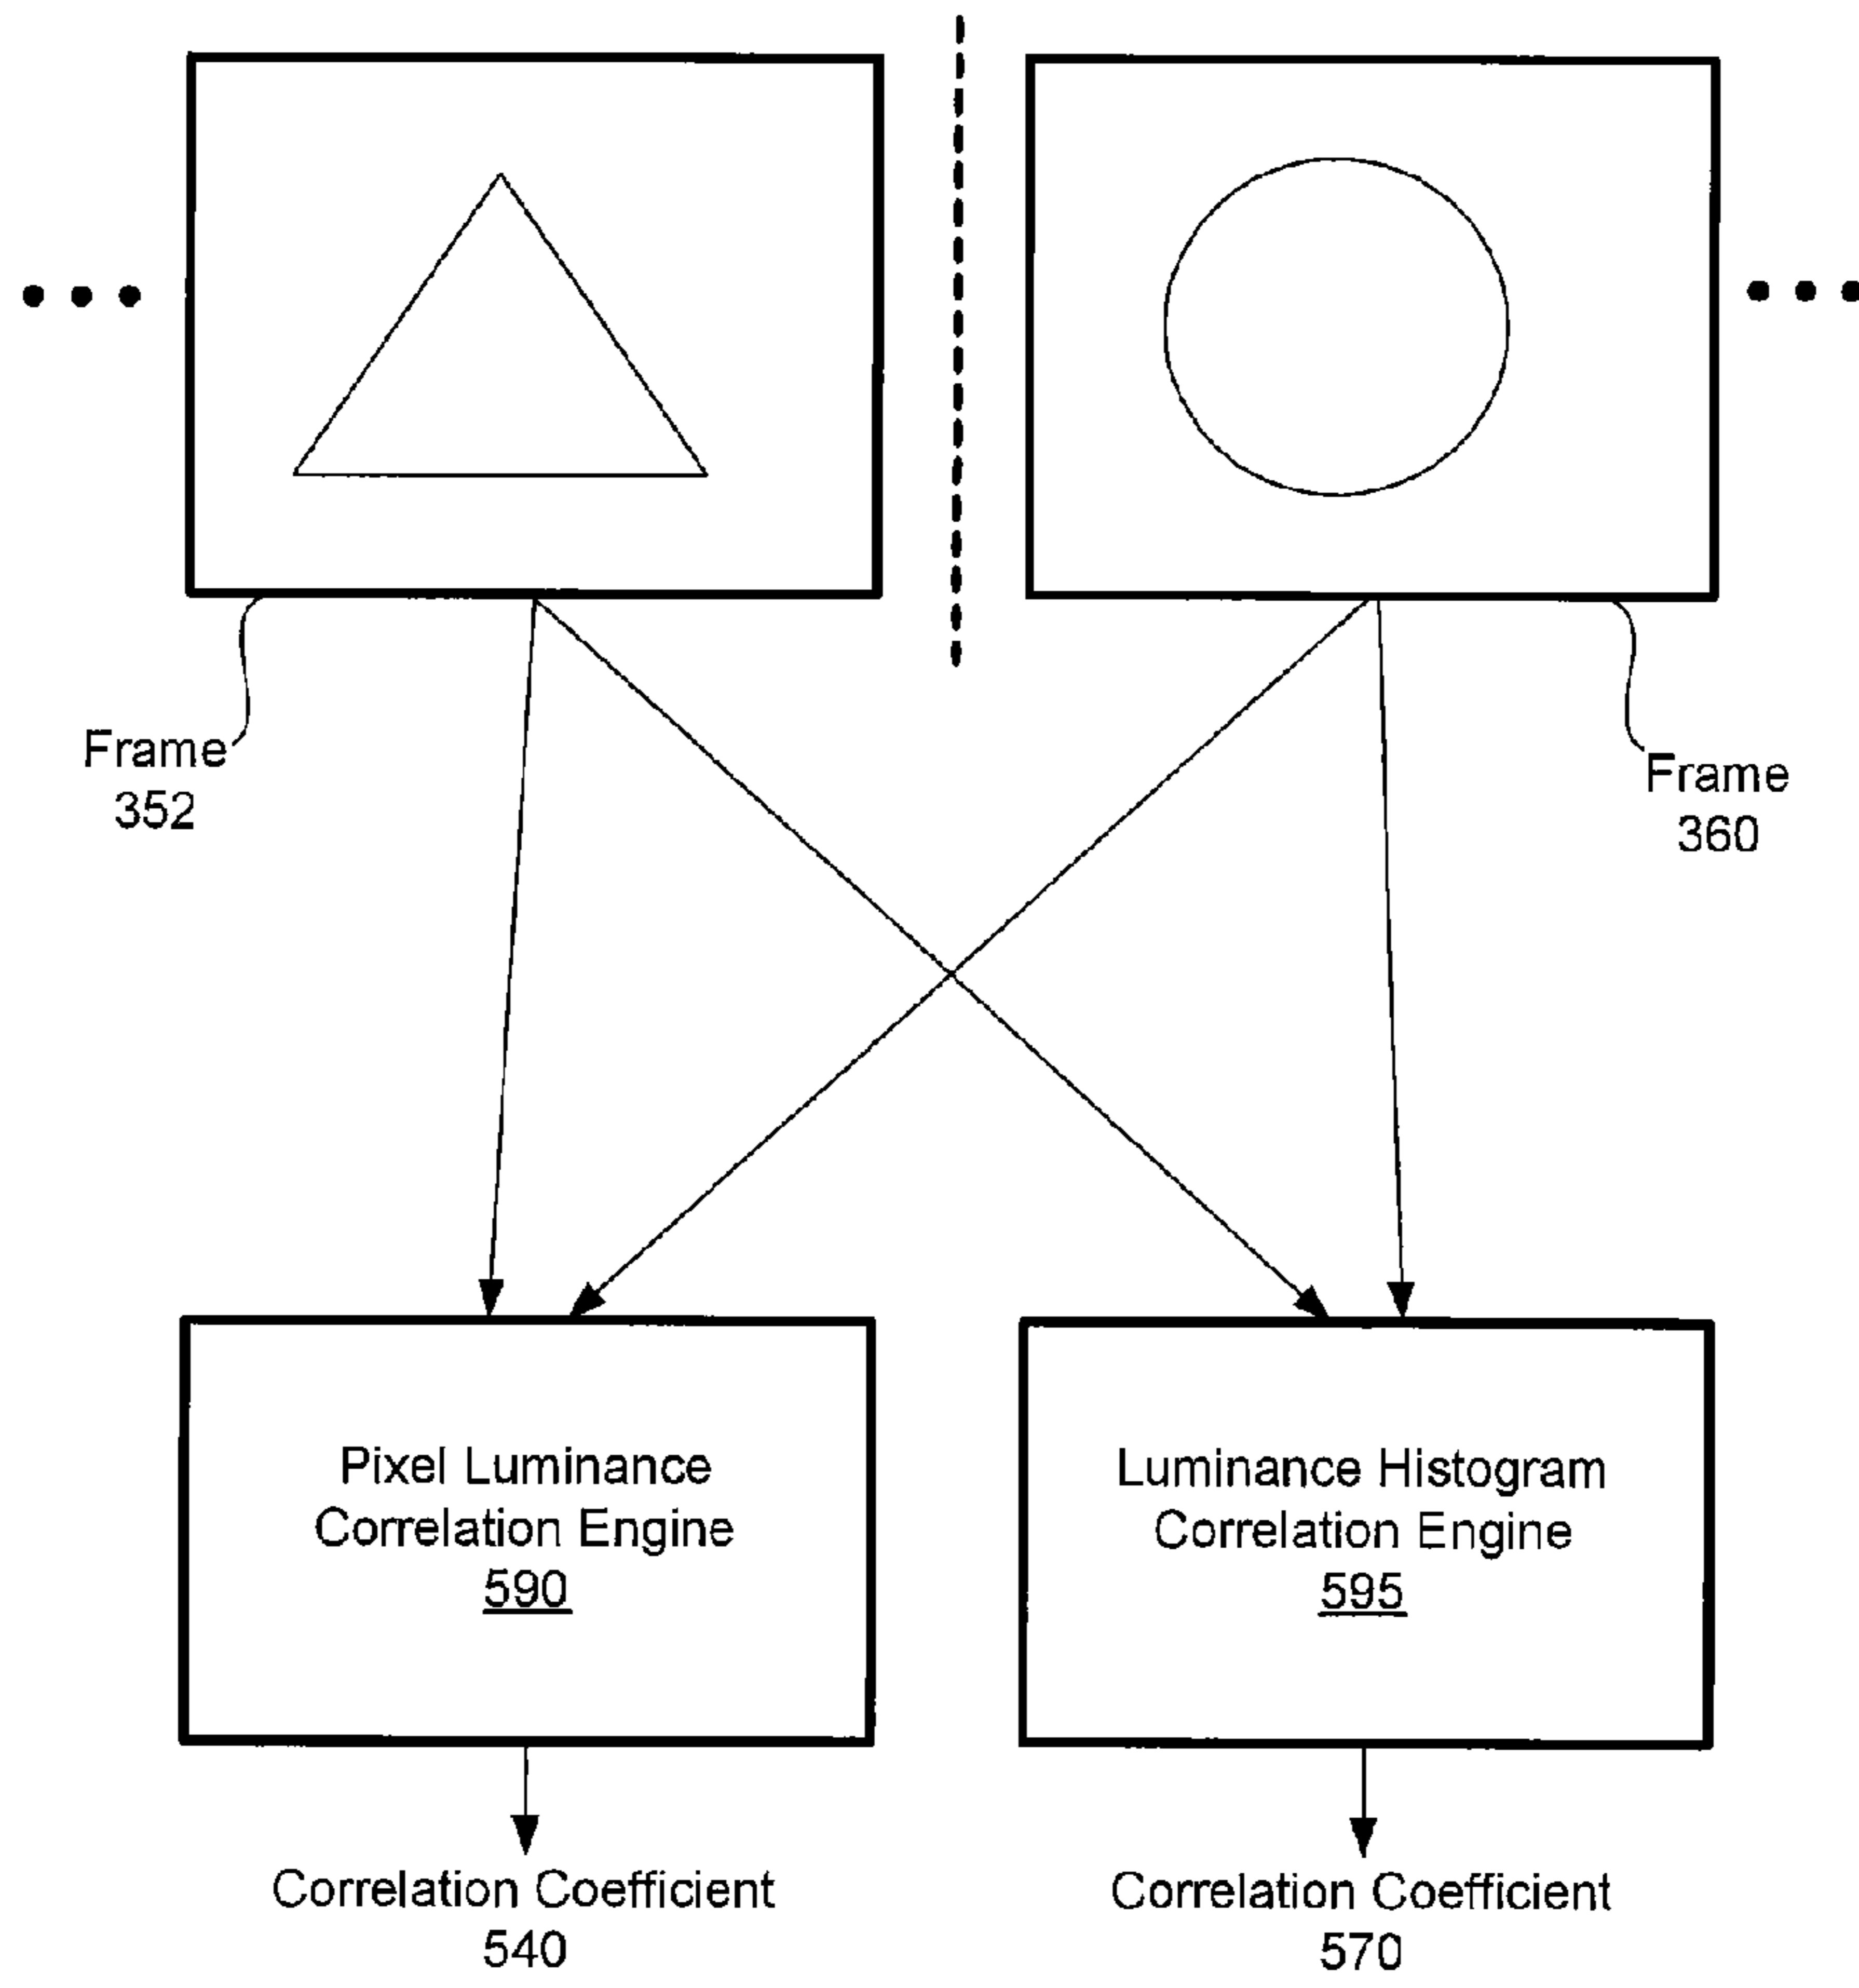 Frame
352
Frame
360
Pixel Luminance
Correlation Engine
590
Luminance Histogram
Correlation Engine
595
Correlation Coefficient
540
Correlation Coefficient
570